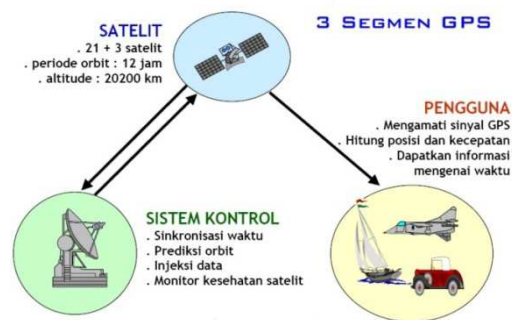 3 SEGMEN GPS
SATELIT
. 21 + 3 satelit
. periode orbit : 12 jam
. altitude : 20200 km
PENGGUNA
. Mengamati sinyal GPS
. Hitung posisi dan kecepatan
. Dapatkan informasi
mengenai waktu
SISTEM KONTROL
. Sinkronisasi waktu
. Prediksi orbit
. Injeksi data
. Monitor kesehatan satelit